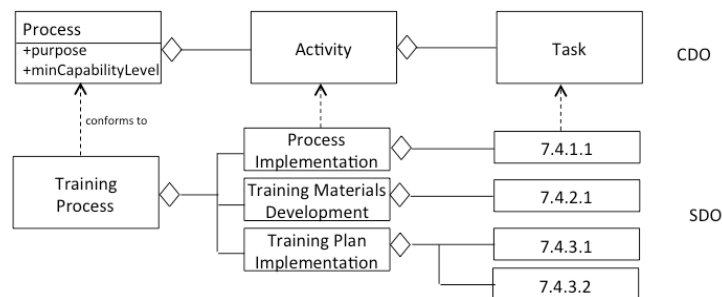 Process
+purpose
+minCapabilityLevel
Activity
Task
CDO
conforms to
Training
Process
Process
Implementation
7.4.1.1
Training Materials
Development
7.4.2.1
SDO
Training Plan
Implementation
7.4.3.1
7.4.3.2